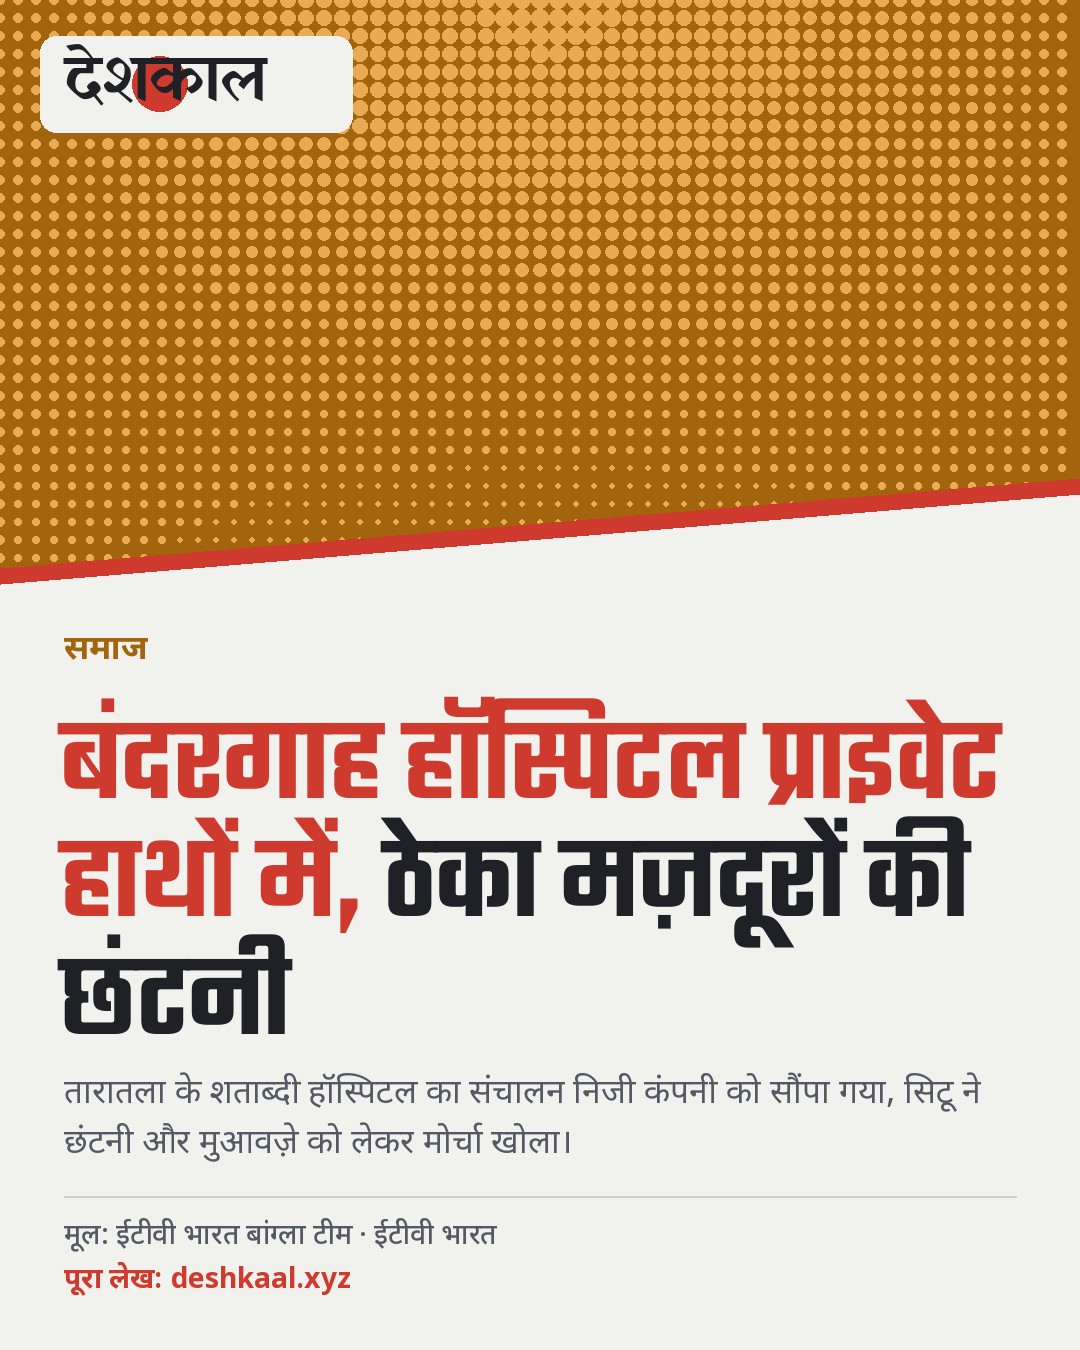 देशकाल
समाज
बंदरगाह हॉस्पिटल प्राइवेट
हाथों में, ठेका मज़दूरों की
छंटनी
तारातला के शताब्दी हॉस्पिटल का संचालन निजी कंपनी को सौंपा गया, सिटू ने
छंटनी और मुआवज़े को लेकर मोर्चा खोला।
मूल: ईटीवी भारत बांग्ला टीम · ईटीवी भारत
पूरा लेख: deshkaal.xyz